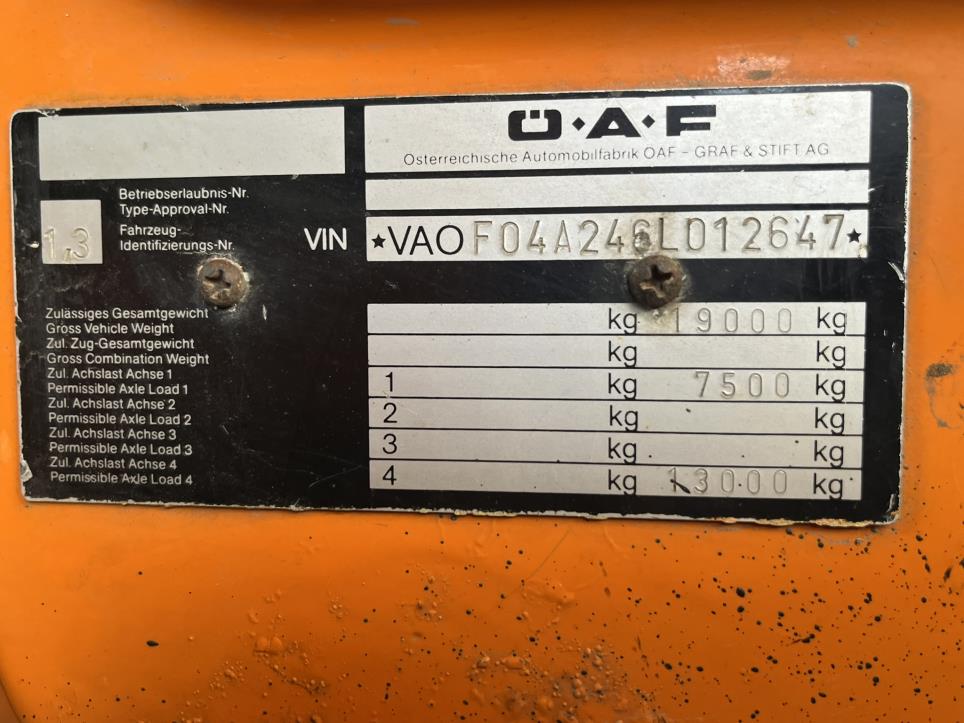 Ö·A·F
Österreichische Automobilfabrik ÖAF – GRAF & STIFT AG
Betriebserlaubnis-Nr.
Type-Approval-Nr.
1,3
Fahrzeug-
Identifizierungs-Nr.
VIN ★VAOF04A246L012647★
Zulässiges Gesamtgewicht
Gross Vehicle Weight
kg 19000 kg
Zul. Zug-Gesamtgewicht
Gross Combination Weight
kg kg
Zul. Achslast Achse 1
Permissible Axle Load 1
1 kg 7500 kg
Zul. Achslast Achse 2
Permissible Axle Load 2
2 kg kg
Zul. Achslast Achse 3
Permissible Axle Load 3
3 kg kg
Zul. Achslast Achse 4
Permissible Axle Load 4
4 kg 13000 kg